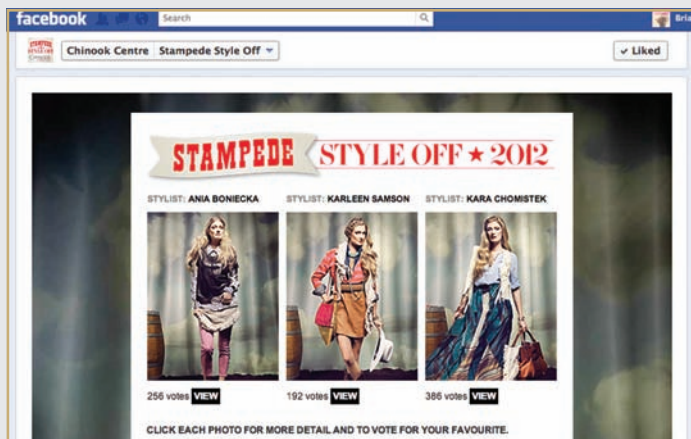 facebook Search Bria
Chinook Centre Stampede Style Off ✓ Liked
STAMPEDE STYLE OFF ★ 2012
STYLIST: ANIA BONIECKA STYLIST: KARLEEN SAMSON STYLIST: KARA CHOMISTEK
256 votes VIEW 192 votes VIEW 386 votes VIEW
CLICK EACH PHOTO FOR MORE DETAIL AND TO VOTE FOR YOUR FAVOURITE.